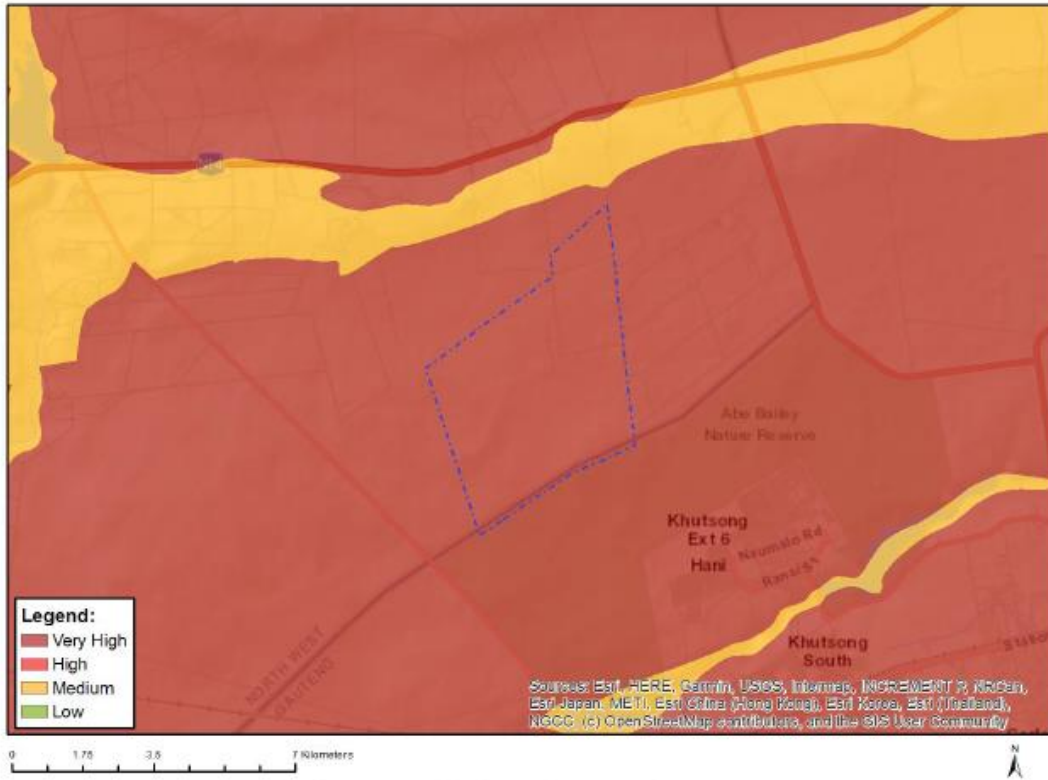 Abe Bailey
Nature Reserve
Khutsong
Ext 6
Hani
Nxumalo Rd
Khutsong
South
NORTH WEST
GAUTENG
Legend:
Very High
High
Medium
Low
Sources: Esri, HERE, Garmin, USGS, Intermap, INCREMENT P, NRCan,
Esri Japan, METI, Esri China (Hong Kong), Esri Korea, Esri (Thailand),
NGCC, (c) OpenStreetMap contributors, and the GIS User Community
0 1.75 3.5 7 Kilometers
N